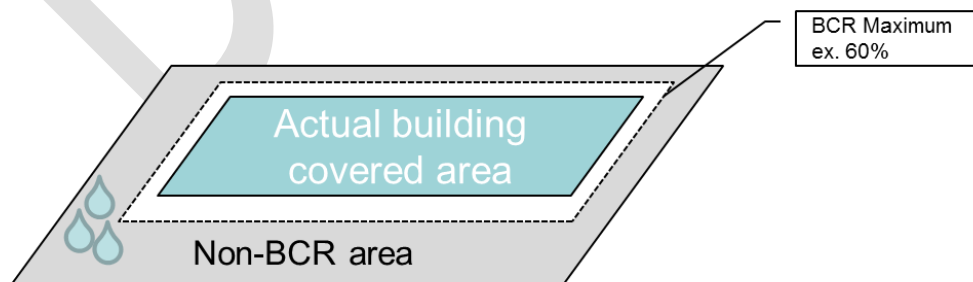 BCR Maximum
ex. 60%
Actual building
covered area
Non-BCR area